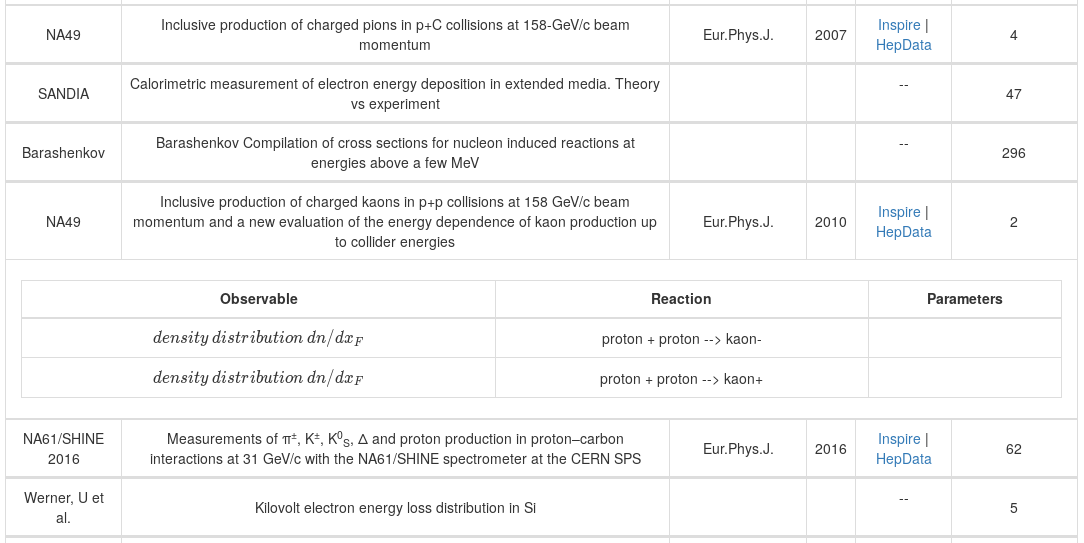 NA49
Inclusive production of charged pions in p+C collisions at 158-GeV/c beam
momentum
Eur.Phys.J.
2007
Inspire |
HepData
4
SANDIA
Calorimetric measurement of electron energy deposition in extended media. Theory
vs experiment
--
47
Barashenkov
Barashenkov Compilation of cross sections for nucleon induced reactions at
energies above a few MeV
--
296
NA49
Inclusive production of charged kaons in p+p collisions at 158 GeV/c beam
momentum and a new evaluation of the energy dependence of kaon production up
to collider energies
Eur.Phys.J.
2010
Inspire |
HepData
2
Observable
Reaction
Parameters
density distribution dn/dx_F
proton + proton --> kaon-
density distribution dn/dx_F
proton + proton --> kaon+
NA61/SHINE
2016
Measurements of π±, K±, K⁰_S, Δ and proton production in proton–carbon
interactions at 31 GeV/c with the NA61/SHINE spectrometer at the CERN SPS
Eur.Phys.J.
2016
Inspire |
HepData
62
Werner, U et
al.
Kilovolt electron energy loss distribution in Si
--
5